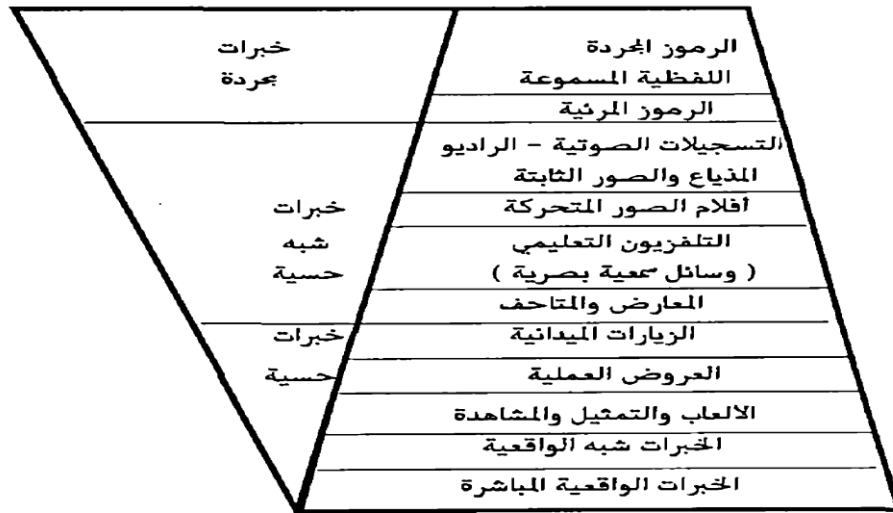 الرموز المجردة
اللفظية المسموعة
الرموز المرئية
التسجيلات الصوتية - الراديو
المذياع والصور الثابتة
أفلام الصور المتحركة
التلفزيون التعليمي
( وسائل سمعية بصرية )
المعارض والمتاحف
الزيارات الميدانية
العروض العملية
الالعاب والتمثيل والمشاهدة
الخبرات شبه الواقعية
الخبرات الواقعية المباشرة
خبرات
مجردة
خبرات
شبه
حسية
خبرات
حسية